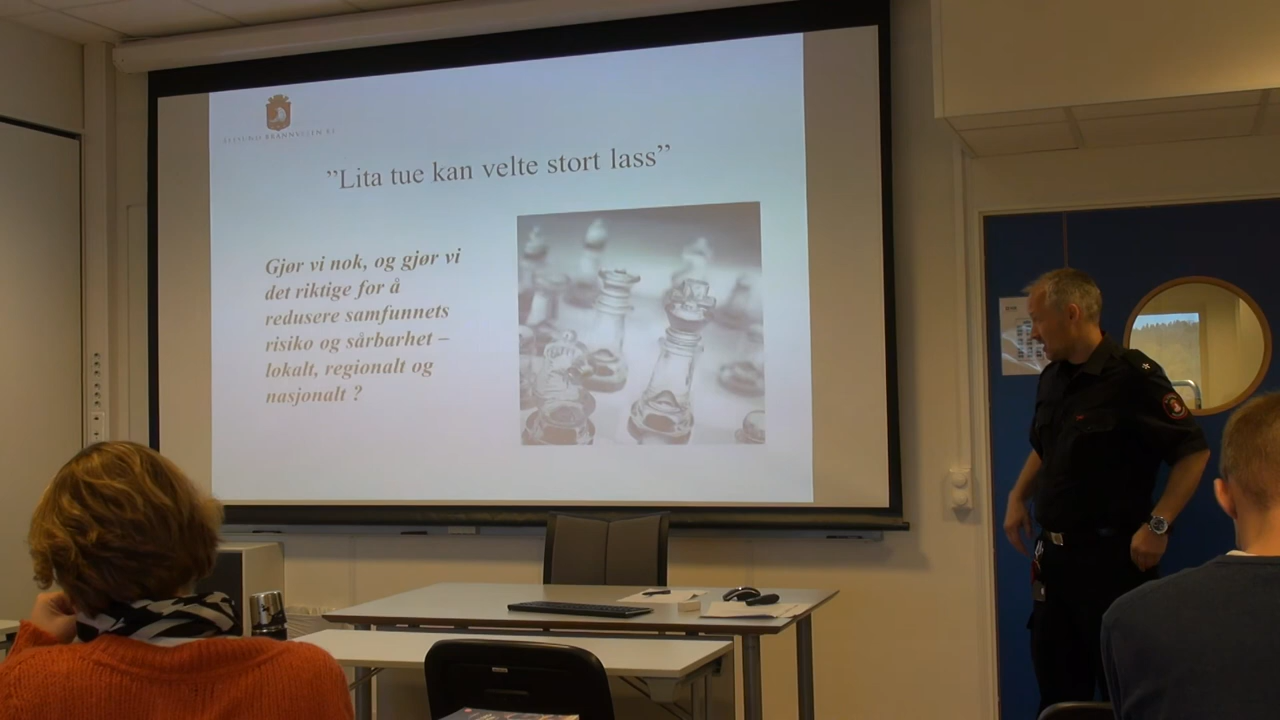 ”Lita tue kan velte stort lass”
Gjør vi nok, og gjør vi
det riktige for å
redusere samfunnets
risiko og sårbarhet –
lokalt, regionalt og
nasjonalt ?